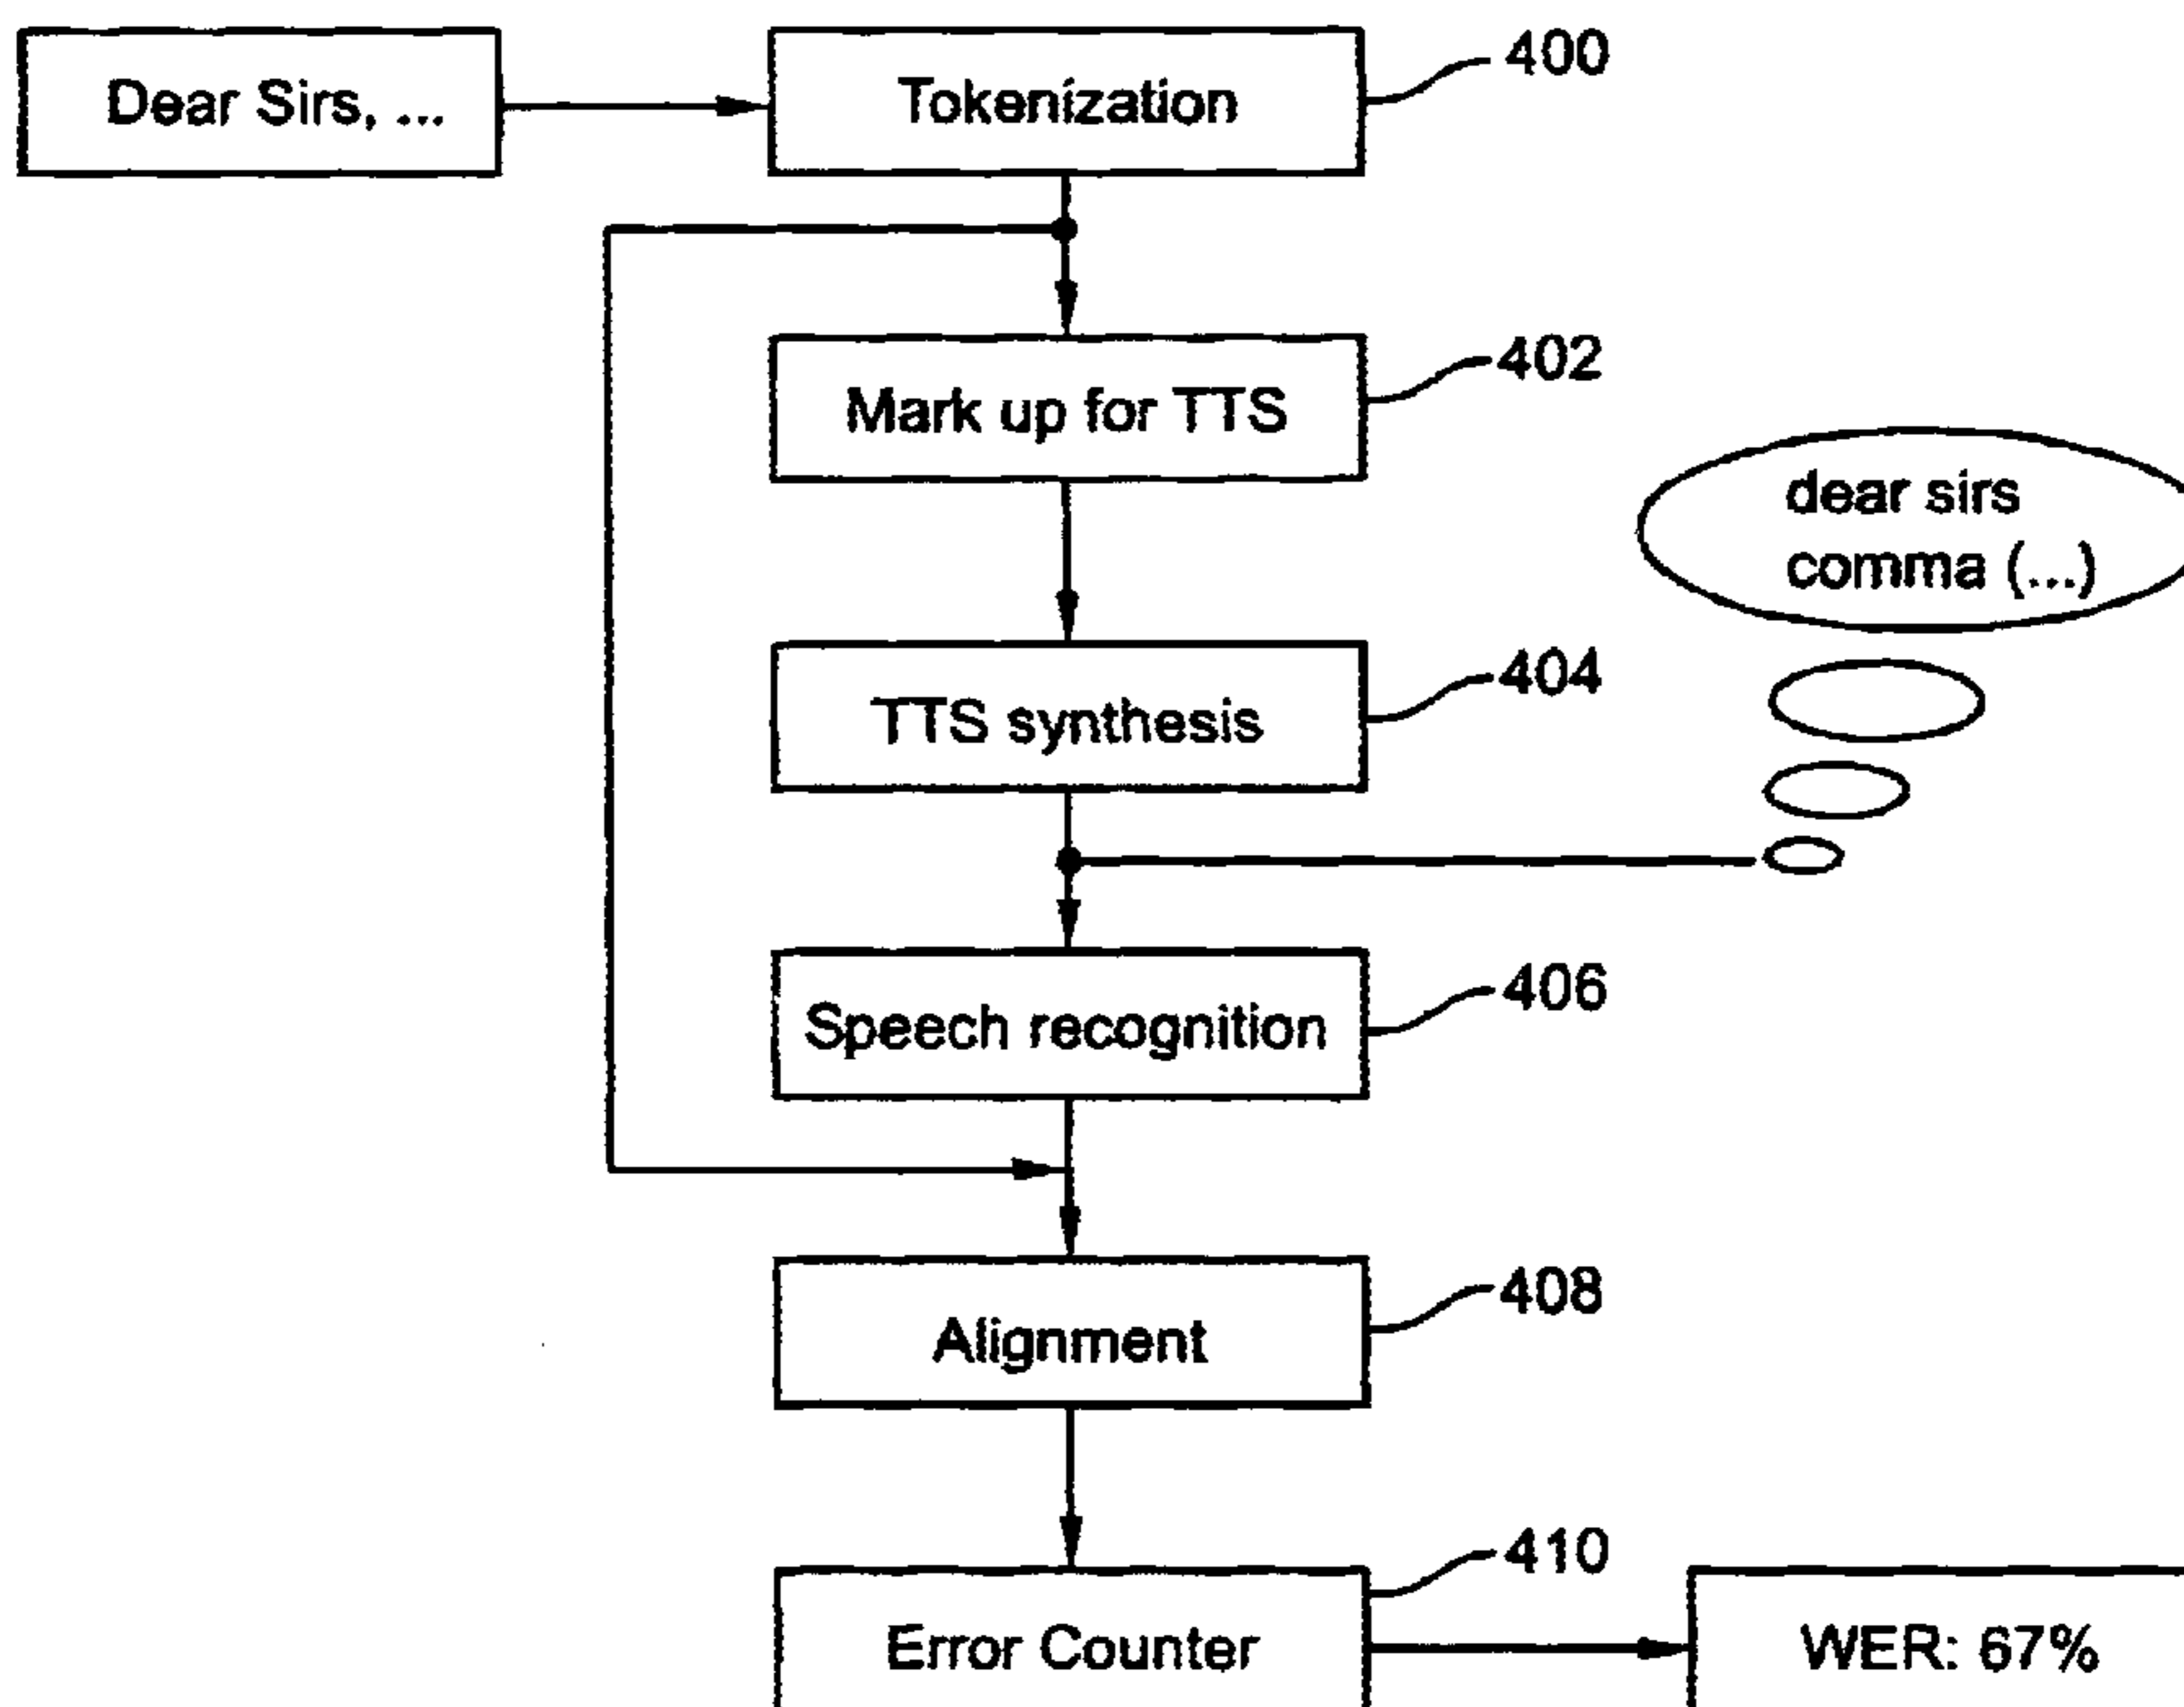 Dear Sirs, ...
Tokenization
400
Mark up for TTS
402
dear sirs
comma (...)
TTS synthesis
404
Speech recognition
406
Alignment
408
Error Counter
410
WER: 67%